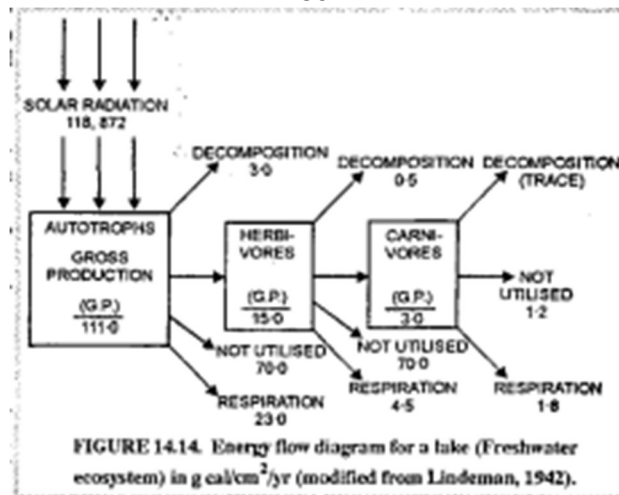 SOLAR RADIATION
118, 872
DECOMPOSITION
3·0
DECOMPOSITION
0·5
DECOMPOSITION
(TRACE)
AUTOTROPHS
GROSS
PRODUCTION
(G.P.)
111·0
HERBI-
VORES
(G.P.)
15·0
CARNI-
VORES
(G.P.)
3·0
NOT
UTILISED
1·2
NOT UTILISED
70·0
NOT UTILISED
70·0
RESPIRATION
23·0
RESPIRATION
4·5
RESPIRATION
1·8
FIGURE 14.14. Energy flow diagram for a lake (Freshwater
ecosystem) in g cal/cm²/yr (modified from Lindeman, 1942).